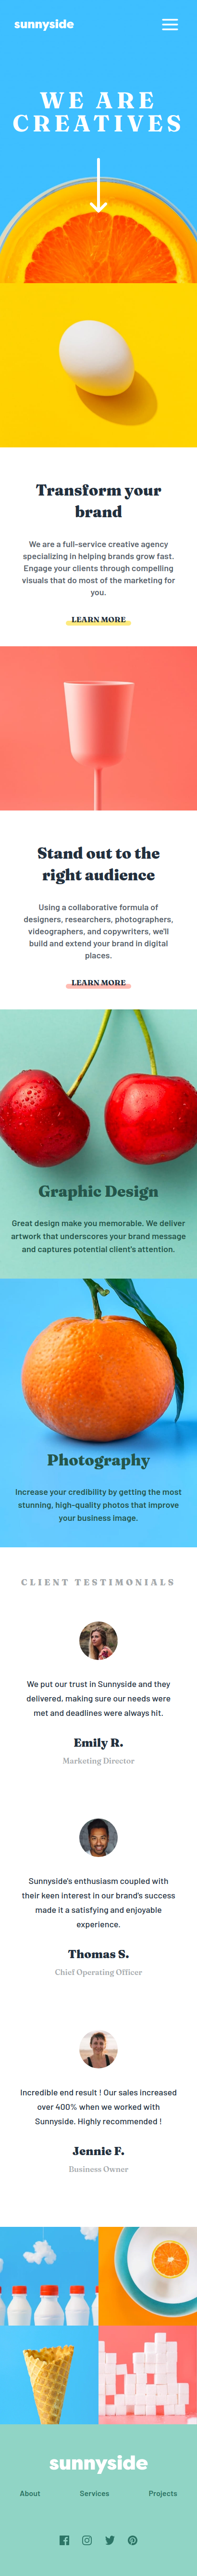 sunnyside
WE ARE
CREATIVES
Transform your
brand
We are a full-service creative agency
specializing in helping brands grow fast.
Engage your clients through compelling
visuals that do most of the marketing for
you.
LEARN MORE
Stand out to the
right audience
Using a collaborative formula of
designers, researchers, photographers,
videographers, and copywriters, we'll
build and extend your brand in digital
places.
LEARN MORE
Graphic Design
Great design make you memorable. We deliver
artwork that underscores your brand message
and captures potential client's attention.
Photography
Increase your credibility by getting the most
stunning, high-quality photos that improve
your business image.
CLIENT TESTIMONIALS
We put our trust in Sunnyside and they
delivered, making sure our needs were
met and deadlines were always hit.
Emily R.
Marketing Director
Sunnyside's enthusiasm coupled with
their keen interest in our brand's success
made it a satisfying and enjoyable
experience.
Thomas S.
Chief Operating Officer
Incredible end result ! Our sales increased
over 400% when we worked with
Sunnyside. Highly recommended !
Jennie F.
Business Owner
sunnyside
About Services Projects